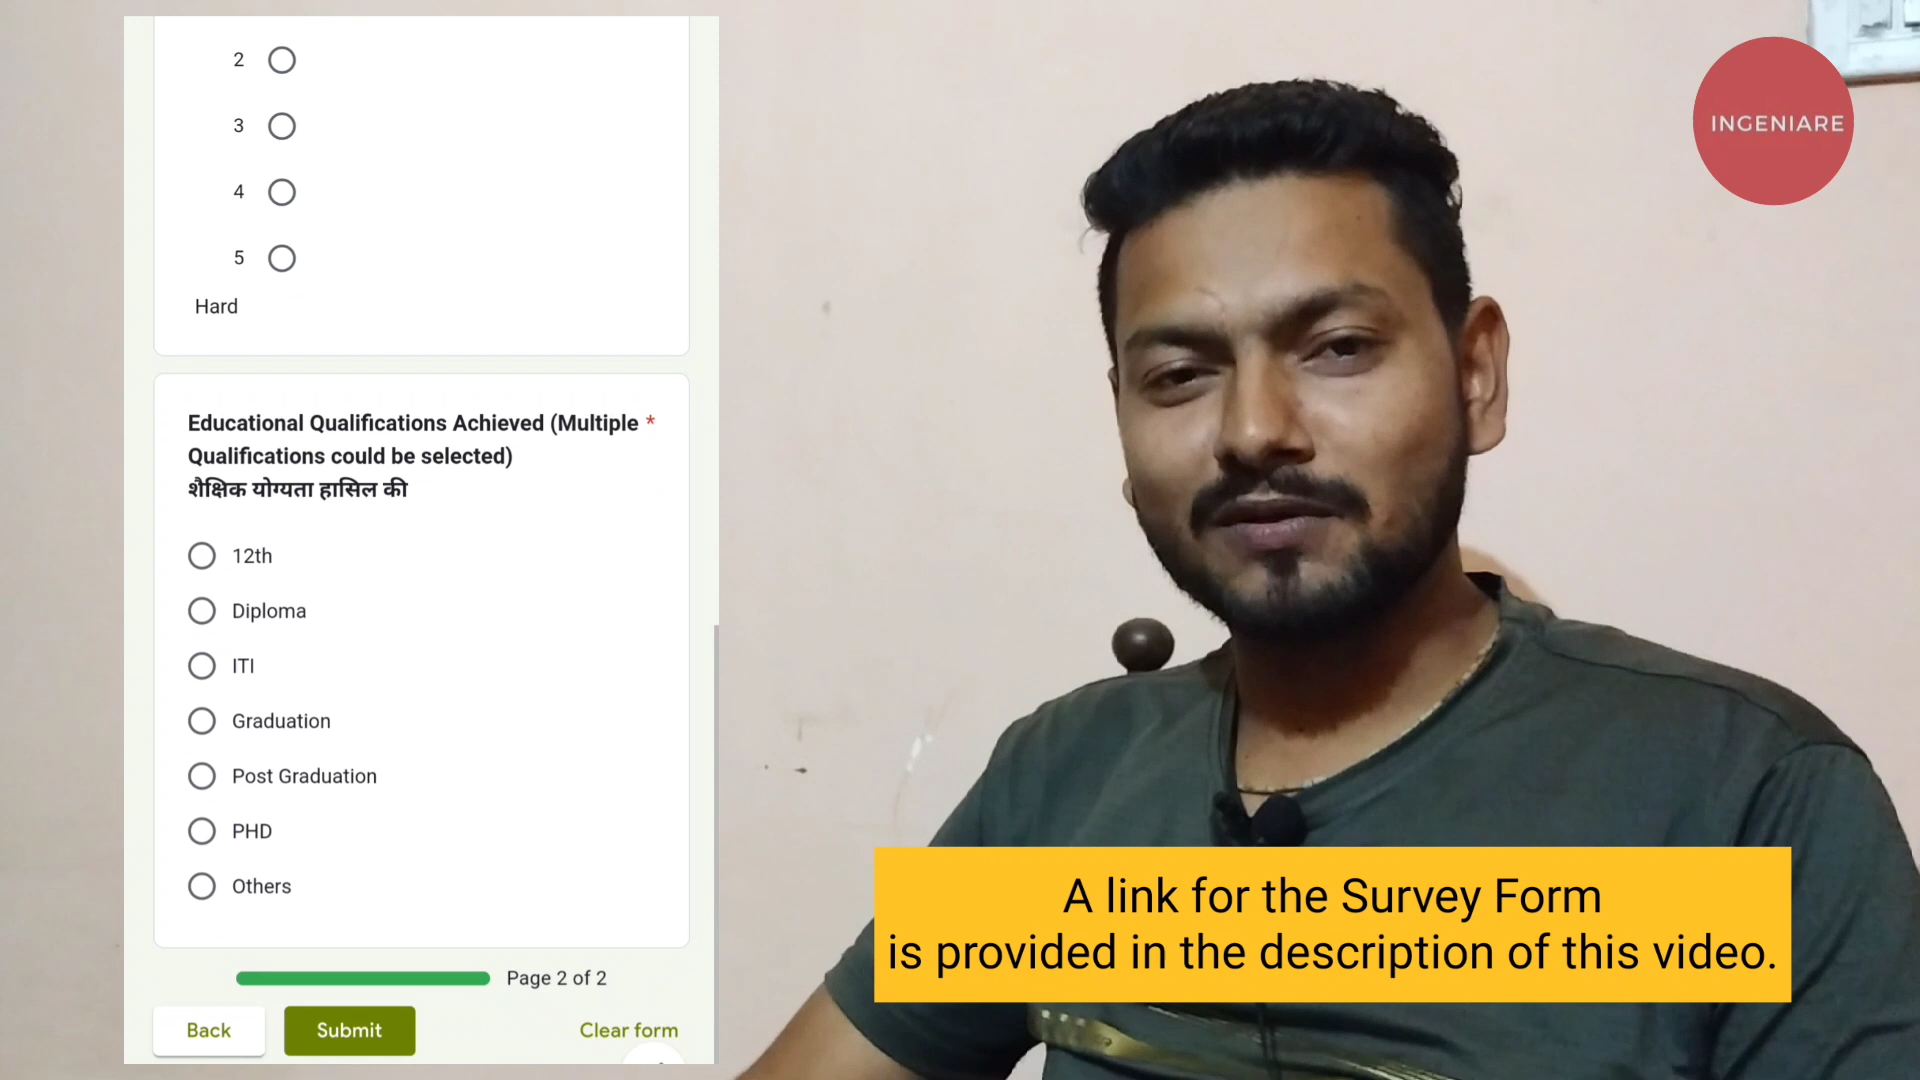 2
3
4
5
Hard
Educational Qualifications Achieved (Multiple *
Qualifications could be selected)
शैक्षिक योग्यता हासिल की
12th
Diploma
ITI
Graduation
Post Graduation
PHD
Others
Page 2 of 2
Back
Submit
Clear form
INGENIARE
A link for the Survey Form
is provided in the description of this video.